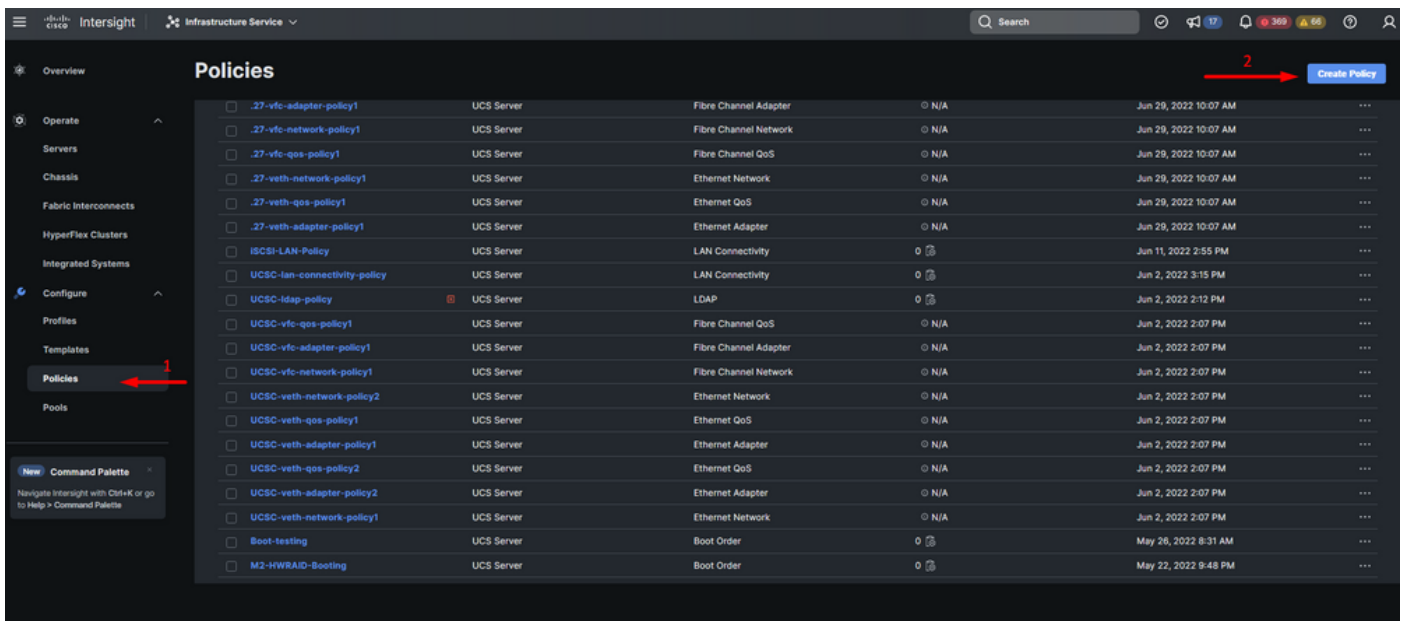 cisco Intersight Infrastructure Service Search 17 369 66
Overview
Policies
2
Create Policy
Operate
Servers
Chassis
Fabric Interconnects
HyperFlex Clusters
Integrated Systems
Configure
Profiles
Templates
1
Policies
Pools
New Command Palette
Navigate Intersight with Ctrl+K or go
to Help > Command Palette
.27-vfc-adapter-policy1 UCS Server Fibre Channel Adapter N/A Jun 29, 2022 10:07 AM ...
.27-vfc-network-policy1 UCS Server Fibre Channel Network N/A Jun 29, 2022 10:07 AM ...
.27-vfc-qos-policy1 UCS Server Fibre Channel QoS N/A Jun 29, 2022 10:07 AM ...
.27-veth-network-policy1 UCS Server Ethernet Network N/A Jun 29, 2022 10:07 AM ...
.27-veth-qos-policy1 UCS Server Ethernet QoS N/A Jun 29, 2022 10:07 AM ...
.27-veth-adapter-policy1 UCS Server Ethernet Adapter N/A Jun 29, 2022 10:07 AM ...
iSCSI-LAN-Policy UCS Server LAN Connectivity 0 Jun 11, 2022 2:55 PM ...
UCSC-lan-connectivity-policy UCS Server LAN Connectivity 0 Jun 2, 2022 3:15 PM ...
UCSC-ldap-policy UCS Server LDAP 0 Jun 2, 2022 2:12 PM ...
UCSC-vfc-qos-policy1 UCS Server Fibre Channel QoS N/A Jun 2, 2022 2:07 PM ...
UCSC-vfc-adapter-policy1 UCS Server Fibre Channel Adapter N/A Jun 2, 2022 2:07 PM ...
UCSC-vfc-network-policy1 UCS Server Fibre Channel Network N/A Jun 2, 2022 2:07 PM ...
UCSC-veth-network-policy2 UCS Server Ethernet Network N/A Jun 2, 2022 2:07 PM ...
UCSC-veth-qos-policy1 UCS Server Ethernet QoS N/A Jun 2, 2022 2:07 PM ...
UCSC-veth-adapter-policy1 UCS Server Ethernet Adapter N/A Jun 2, 2022 2:07 PM ...
UCSC-veth-qos-policy2 UCS Server Ethernet QoS N/A Jun 2, 2022 2:07 PM ...
UCSC-veth-adapter-policy2 UCS Server Ethernet Adapter N/A Jun 2, 2022 2:07 PM ...
UCSC-veth-network-policy1 UCS Server Ethernet Network N/A Jun 2, 2022 2:07 PM ...
Boot-testing UCS Server Boot Order 0 May 26, 2022 8:31 AM ...
M2-HWRAID-Booting UCS Server Boot Order 0 May 22, 2022 9:48 PM ...